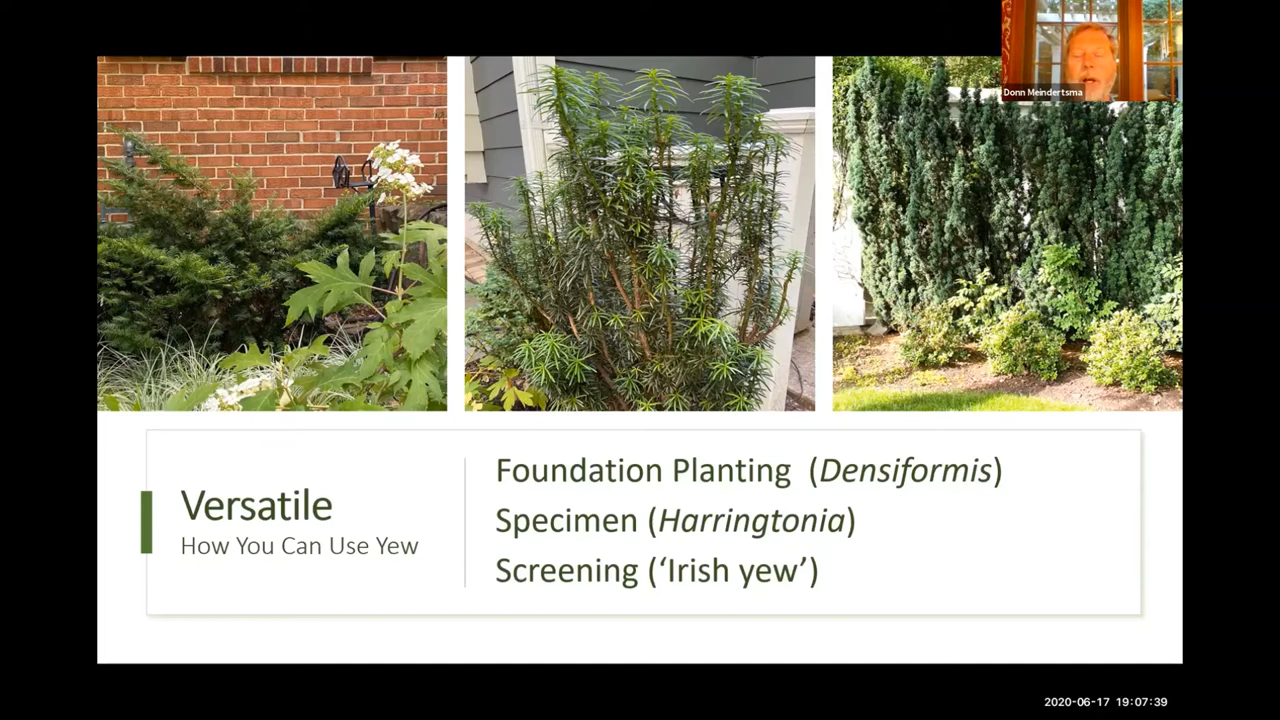 Donn Meindertsma
Versatile
How You Can Use Yew
Foundation Planting (Densiformis)
Specimen (Harringtonia)
Screening (‘Irish yew’)
2020-06-17 19:07:39